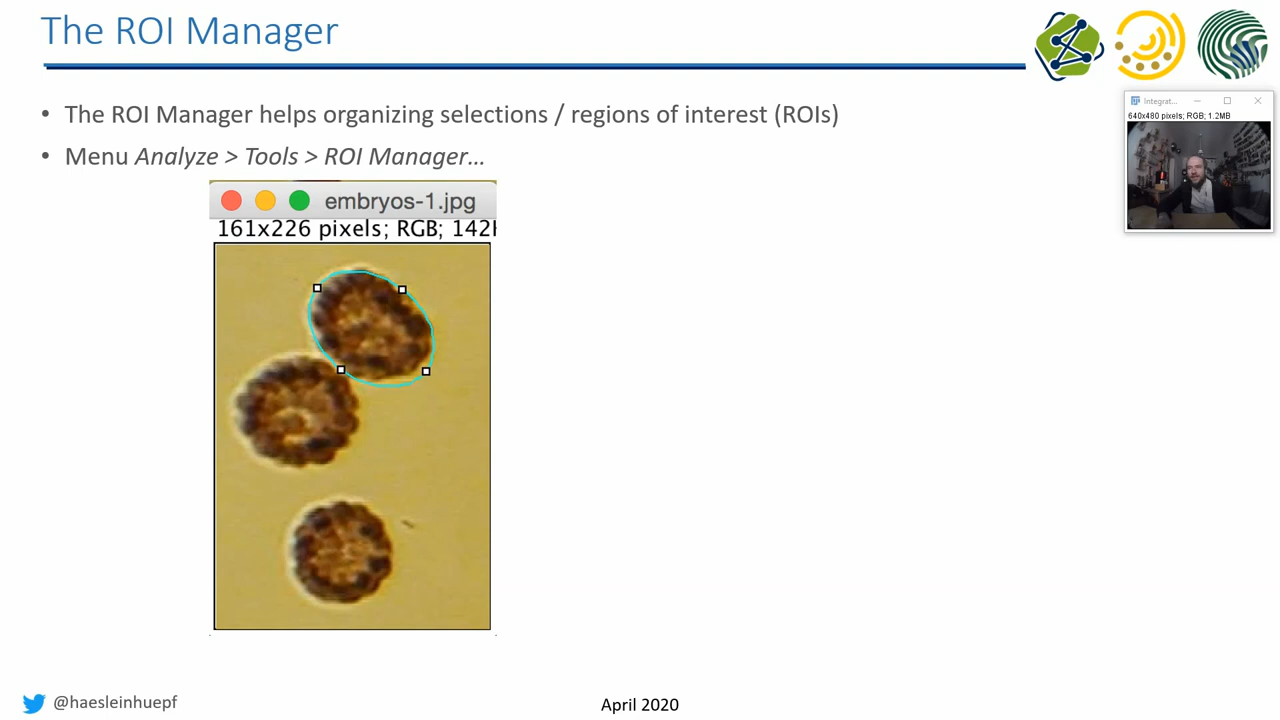 The ROI Manager
• The ROI Manager helps organizing selections / regions of interest (ROIs)
• Menu Analyze > Tools > ROI Manager...
Integrat...
640x480 pixels; RGB; 1.2MB
embryos-1.jpg
161x226 pixels; RGB; 142
@haesleinhuepf
April 2020